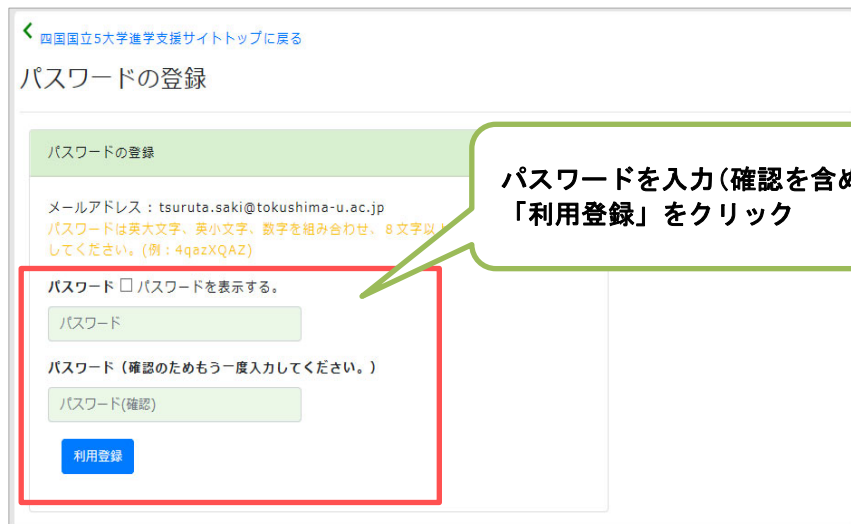 四国国立5大学進学支援サイトトップに戻る
パスワードの登録
パスワードの登録
メールアドレス : tsuruta.saki@tokushima-u.ac.jp
パスワードは英大文字、英小文字、数字を組み合わせ、８文字以
してください。(例：4qazXQAZ)
パスワード □ パスワードを表示する。
パスワード
パスワード（確認のためもう一度入力してください。）
パスワード(確認)
利用登録
パスワードを入力（確認を含め
「利用登録」をクリック